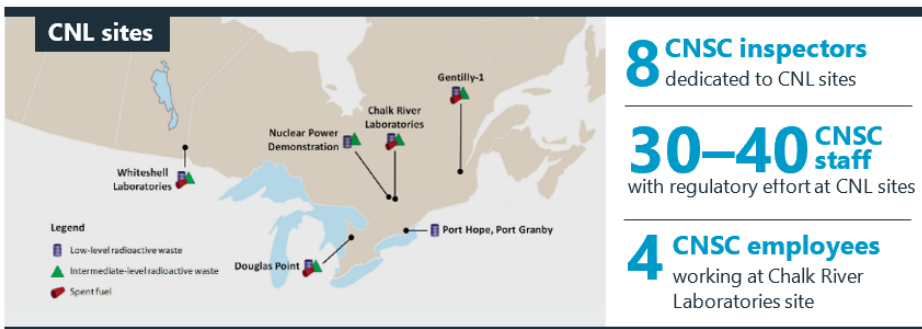 CNL sites
Gentilly-1
Chalk River
Laboratories
Nuclear Power
Demonstration
Whiteshell
Laboratories
Port Hope, Port Granby
Douglas Point
Legend
Low-level radioactive waste
Intermediate-level radioactive waste
Spent fuel
8 CNSC inspectors
dedicated to CNL sites
30–40 CNSC
staff
with regulatory effort at CNL sites
4 CNSC employees
working at Chalk River
Laboratories site